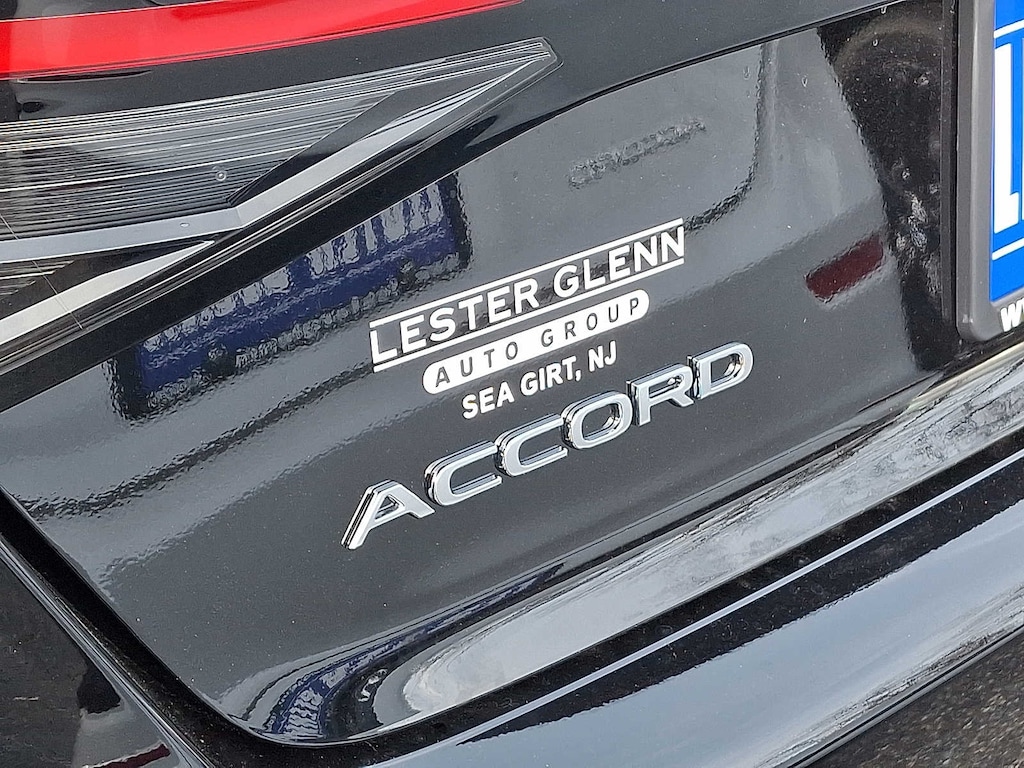 LESTER GLENN
AUTO GROUP
SEA GIRT, NJ
ACCORD